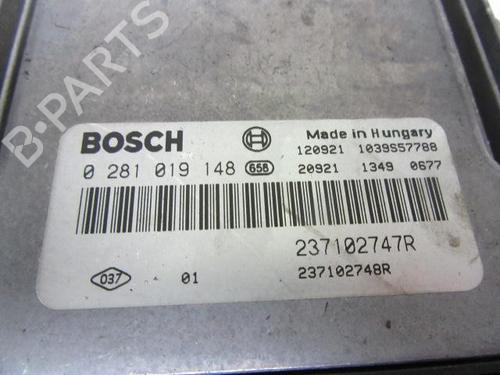 B-PARTS
BOSCH
Made in Hungary
120921 1039S57788
0 281 019 148 658
20921 1349 0677
237102747R
037 01
237102748R